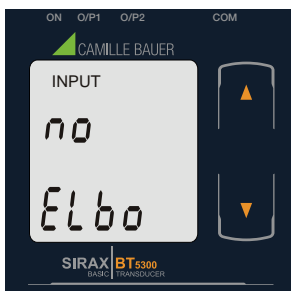 ON O/P1 O/P2 COM
CAMILLE BAUER
INPUT
no
ELbo
SIRAX BT5300
BASIC TRANSDUCER